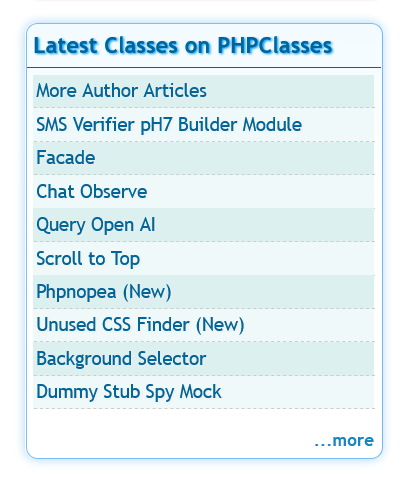 Latest Classes on PHPClasses
More Author Articles
SMS Verifier pH7 Builder Module
Facade
Chat Observe
Query Open AI
Scroll to Top
Phpnopea (New)
Unused CSS Finder (New)
Background Selector
Dummy Stub Spy Mock
...more